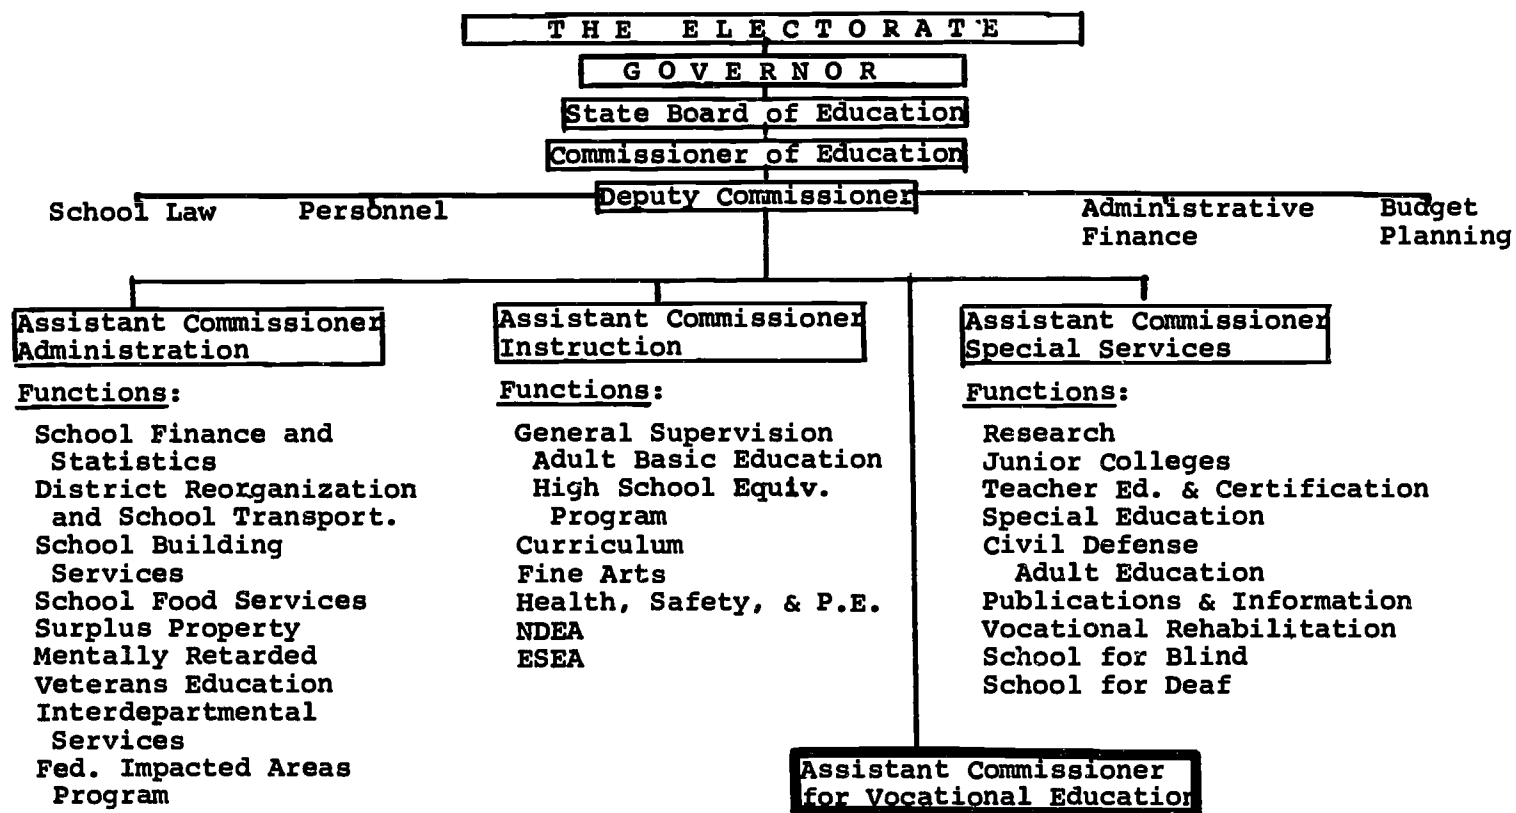 THE ELECTORATE
GOVERNOR
State Board of Education
Commissioner of Education
Deputy Commissioner
School Law
Personnel
Administrative
Finance
Budget
Planning
Assistant Commissioner
Administration
Functions:
School Finance and
Statistics
District Reorganization
and School Transport.
School Building
Services
School Food Services
Surplus Property
Mentally Retarded
Veterans Education
Interdepartmental
Services
Fed. Impacted Areas
Program
Assistant Commissioner
Instruction
Functions:
General Supervision
Adult Basic Education
High School Equiv.
Program
Curriculum
Fine Arts
Health, Safety, & P.E.
NDEA
ESEA
Assistant Commissioner
Special Services
Functions:
Research
Junior Colleges
Teacher Ed. & Certification
Special Education
Civil Defense
Adult Education
Publications & Information
Vocational Rehabilitation
School for Blind
School for Deaf
Assistant Commissioner
for Vocational Education